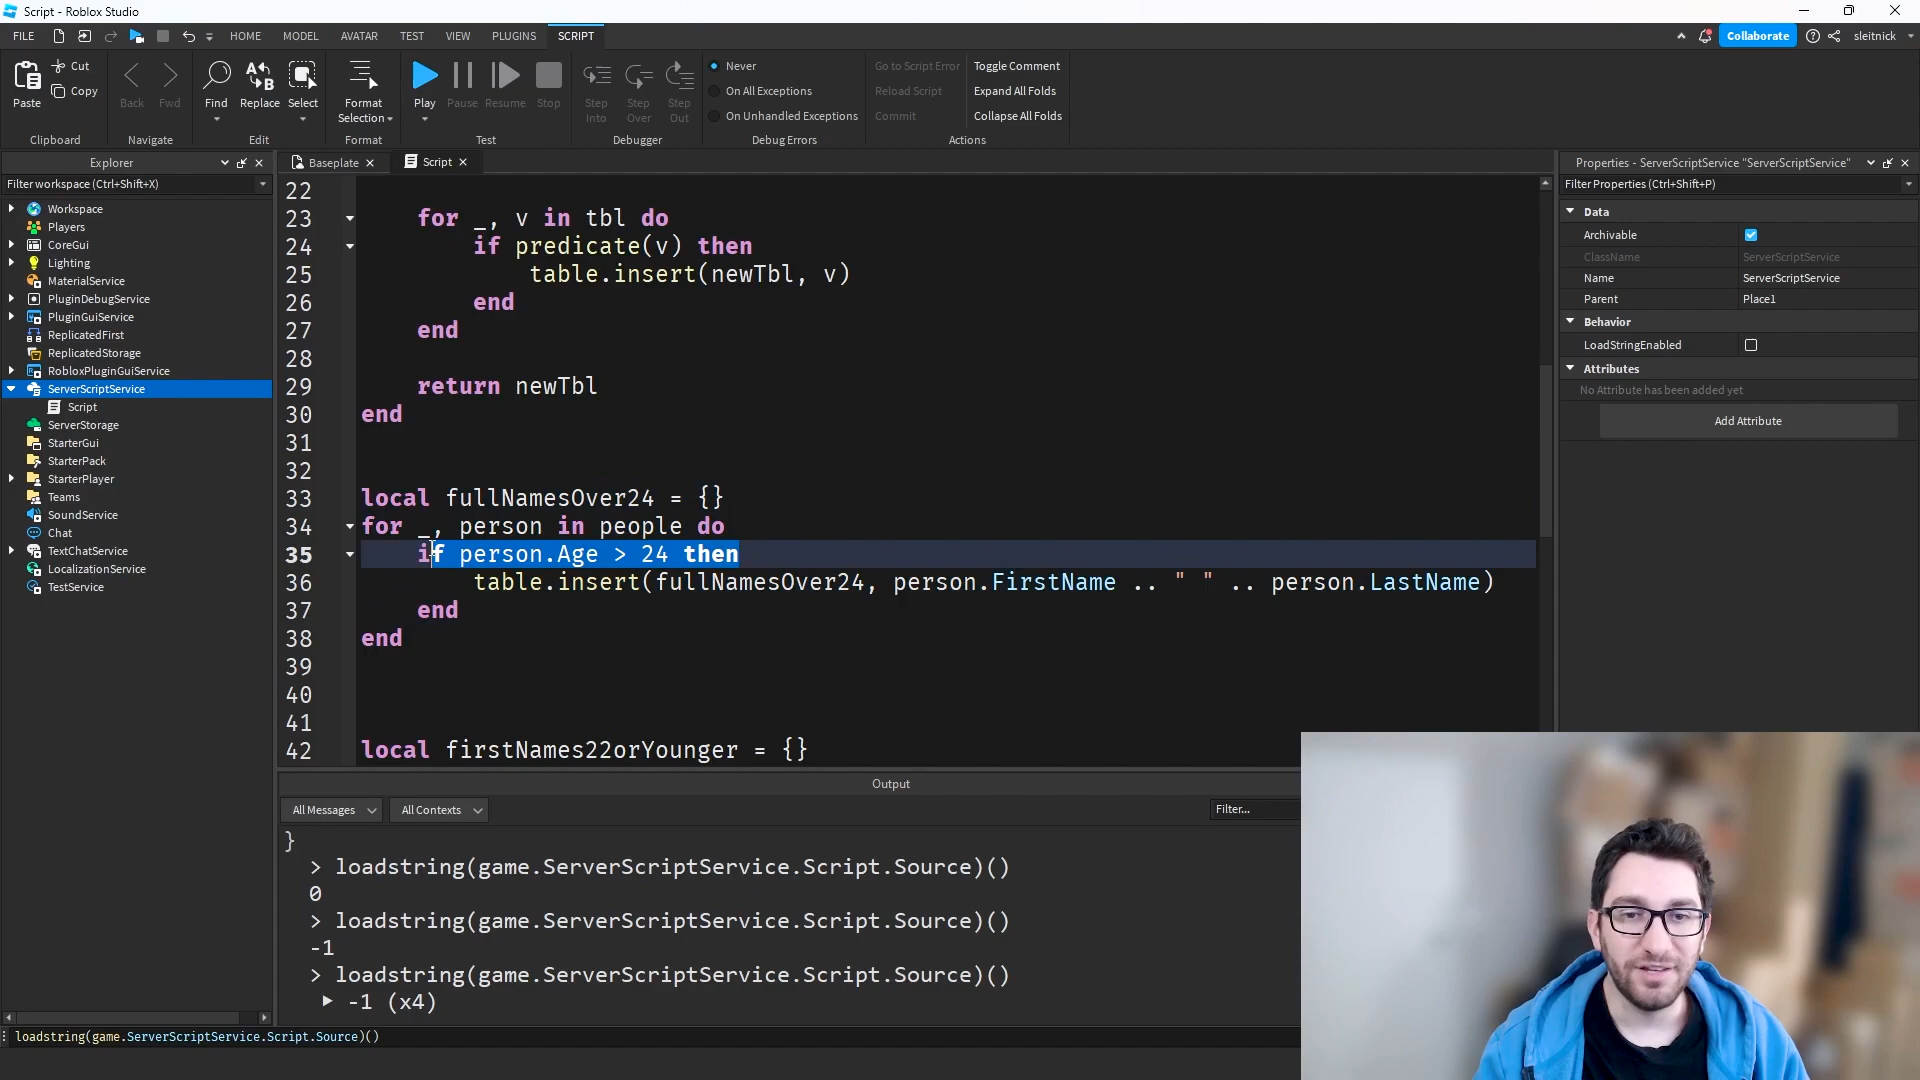 Script - Roblox Studio
FILE HOME MODEL AVATAR TEST VIEW PLUGINS SCRIPT Collaborate sleitnick
Cut
Copy
Paste
Back
Fwd
Find
Replace
Select
Format
Selection
Play
Pause
Resume
Stop
Step
Into
Step
Over
Step
Out
Never
On All Exceptions
On Unhandled Exceptions
Go to Script Error
Reload Script
Commit
Toggle Comment
Expand All Folds
Collapse All Folds
Clipboard
Navigate
Edit
Format
Test
Debugger
Debug Errors
Actions
Explorer
Filter workspace (Ctrl+Shift+X)
Workspace
Players
CoreGui
Lighting
MaterialService
PluginDebugService
PluginGuiService
ReplicatedFirst
ReplicatedStorage
RobloxPluginGuiService
ServerScriptService
Script
ServerStorage
StarterGui
StarterPack
StarterPlayer
Teams
SoundService
Chat
TextChatService
LocalizationService
TestService
Baseplate
Script
22
23 for _, v in tbl do
24 if predicate(v) then
25 table.insert(newTbl, v)
26 end
27 end
28
29 return newTbl
30 end
31
32
33 local fullNamesOver24 = {}
34 for _, person in people do
35 if person.Age > 24 then
36 table.insert(fullNamesOver24, person.FirstName .. " " .. person.LastName)
37 end
38 end
39
40
41
42 local firstNames22orYounger = {}
Output
All Messages
All Contexts
Filter...
}
> loadstring(game.ServerScriptService.Script.Source)()
0
> loadstring(game.ServerScriptService.Script.Source)()
-1
> loadstring(game.ServerScriptService.Script.Source)()
-1 (x4)
loadstring(game.ServerScriptService.Script.Source)()
Properties - ServerScriptService "ServerScriptService"
Filter Properties (Ctrl+Shift+P)
Data
Archivable
ClassName ServerScriptService
Name ServerScriptService
Parent Place1
Behavior
LoadStringEnabled
Attributes
No Attribute has been added yet
Add Attribute